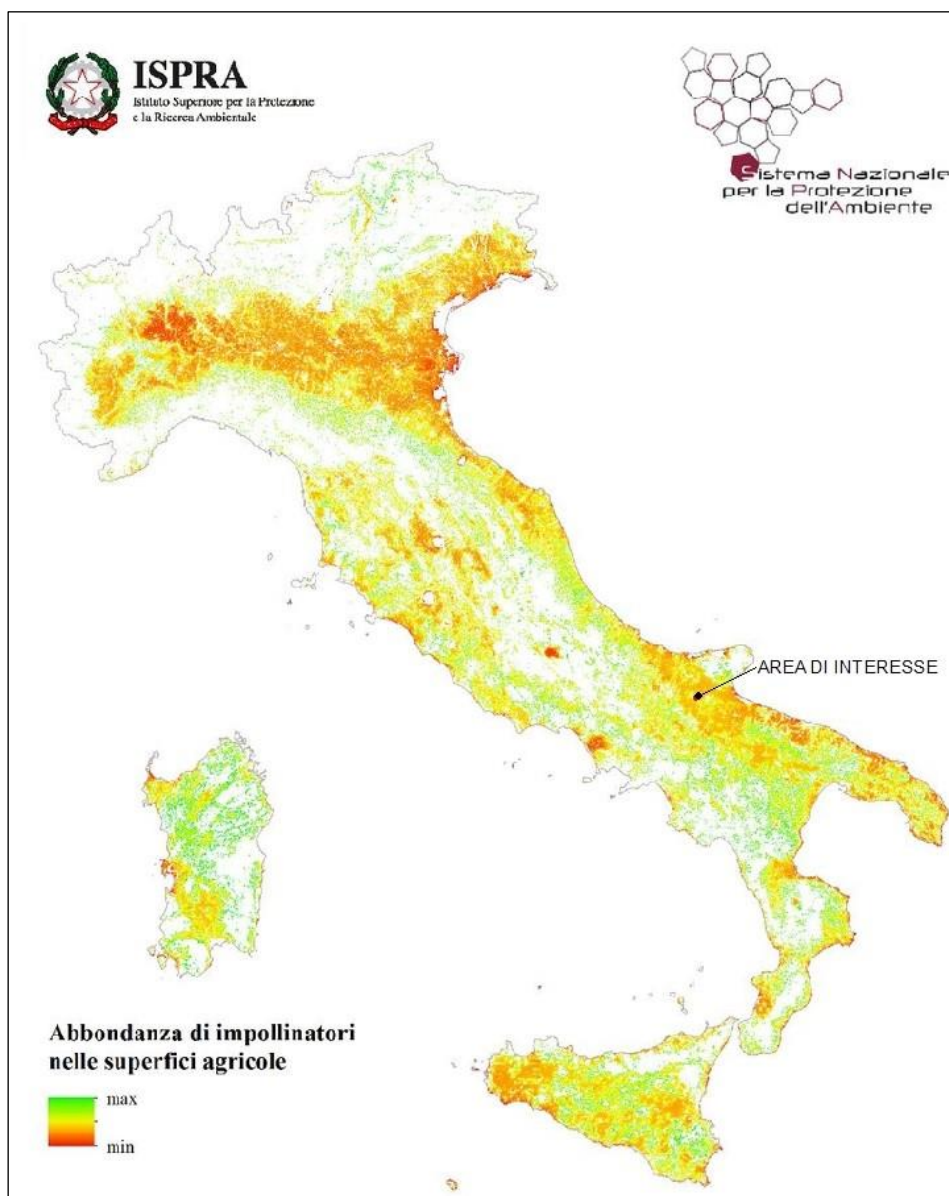 ISPRA
Istituto Superiore per la Protezione
e la Ricerca Ambientale
Sistema Nazionale
per la Protezione
dell'Ambiente
AREA DI INTERESSE
Abbondanza di impollinatori
nelle superfici agricole
max
min